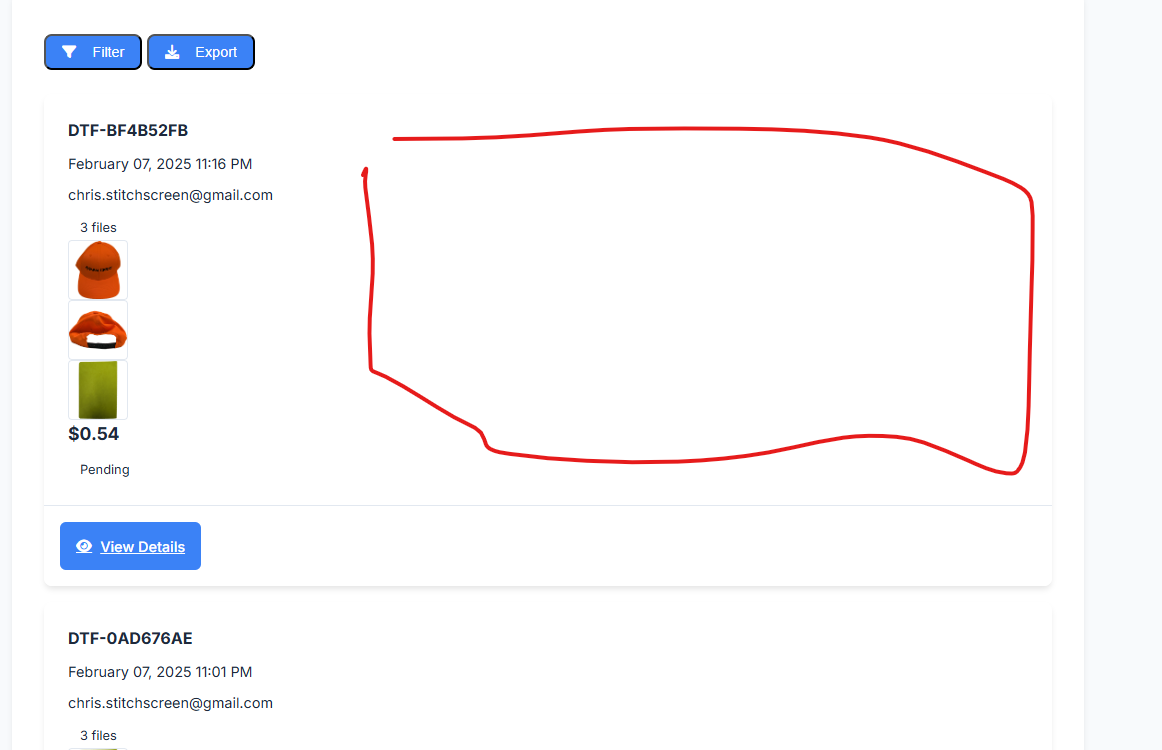 Filter Export
DTF-BF4B52FB
February 07, 2025 11:16 PM
chris.stitchscreen@gmail.com
3 files
$0.54
Pending
View Details
DTF-0AD676AE
February 07, 2025 11:01 PM
chris.stitchscreen@gmail.com
3 files